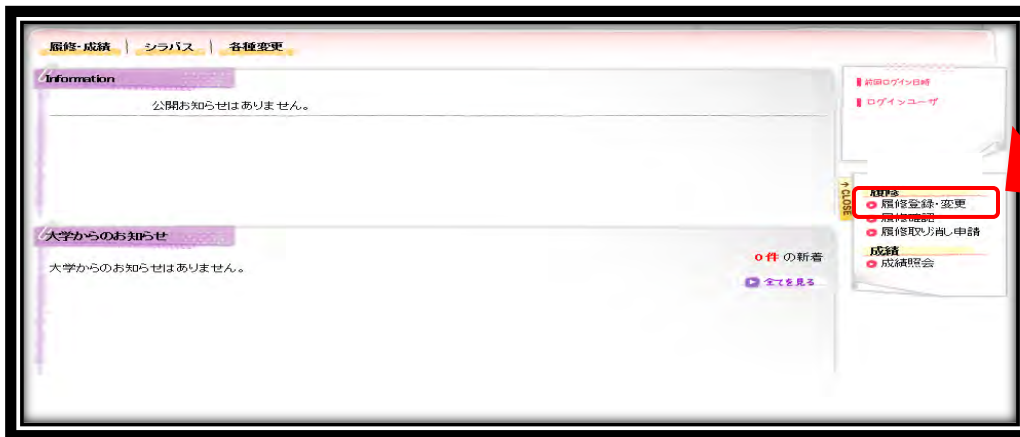 履修・成績 | シラバス | 各種変更
Information
公開お知らせはありません。
前回ログイン日時
ログインユーザ
↑CLOSE
履修
履修登録・変更
履修確認
履修取り消し申請
成績
成績照会
大学からのお知らせ
0件 の新着
大学からのお知らせはありません。
全てを見る